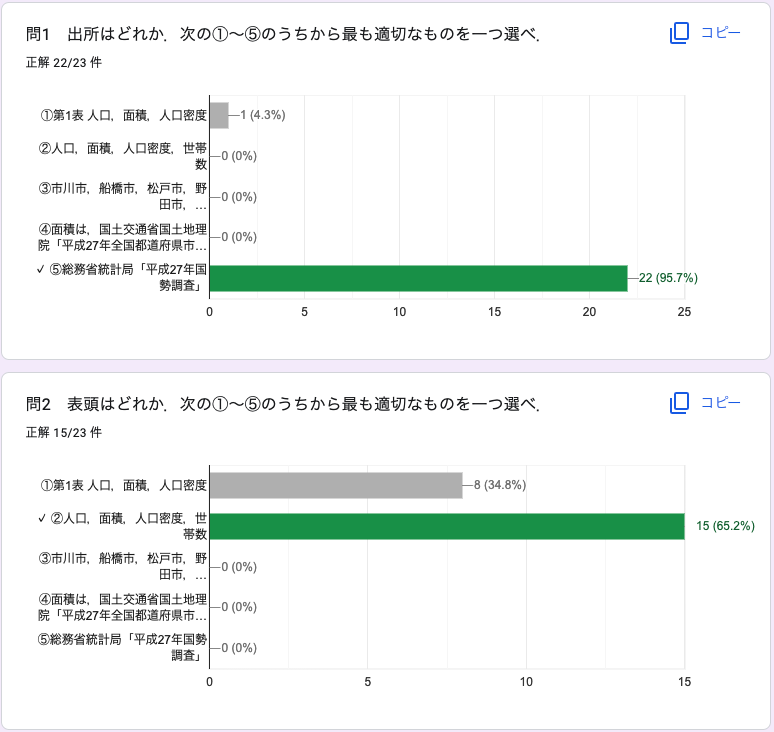 問1　出所はどれか．次の①〜⑤のうちから最も適切なものを一つ選べ．
コピー
正解 22/23 件
①第1表 人口，面積，人口密度
1 (4.3%)
②人口，面積，人口密度，世帯
数
0 (0%)
③市川市，船橋市，松戸市，野
田市，…
0 (0%)
④面積は，国土交通省国土地理
院「平成27年全国都道府県市…
0 (0%)
✓ ⑤総務省統計局「平成27年国
勢調査」
22 (95.7%)
0 5 10 15 20 25
問2　表頭はどれか．次の①〜⑤のうちから最も適切なものを一つ選べ．
コピー
正解 15/23 件
①第1表 人口，面積，人口密度
8 (34.8%)
✓ ②人口，面積，人口密度，世
帯数
15 (65.2%)
③市川市，船橋市，松戸市，野
田市，…
0 (0%)
④面積は，国土交通省国土地理
院「平成27年全国都道府県市…
0 (0%)
⑤総務省統計局「平成27年国勢
調査」
0 (0%)
0 5 10 15